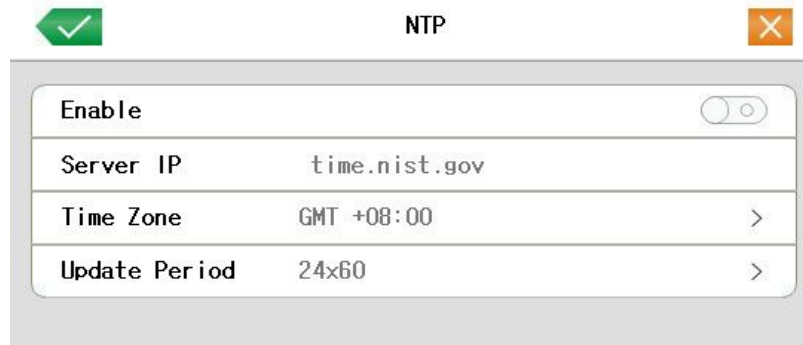 NTP
Enable
Server IP time.nist.gov
Time Zone GMT +08:00
Update Period 24x60